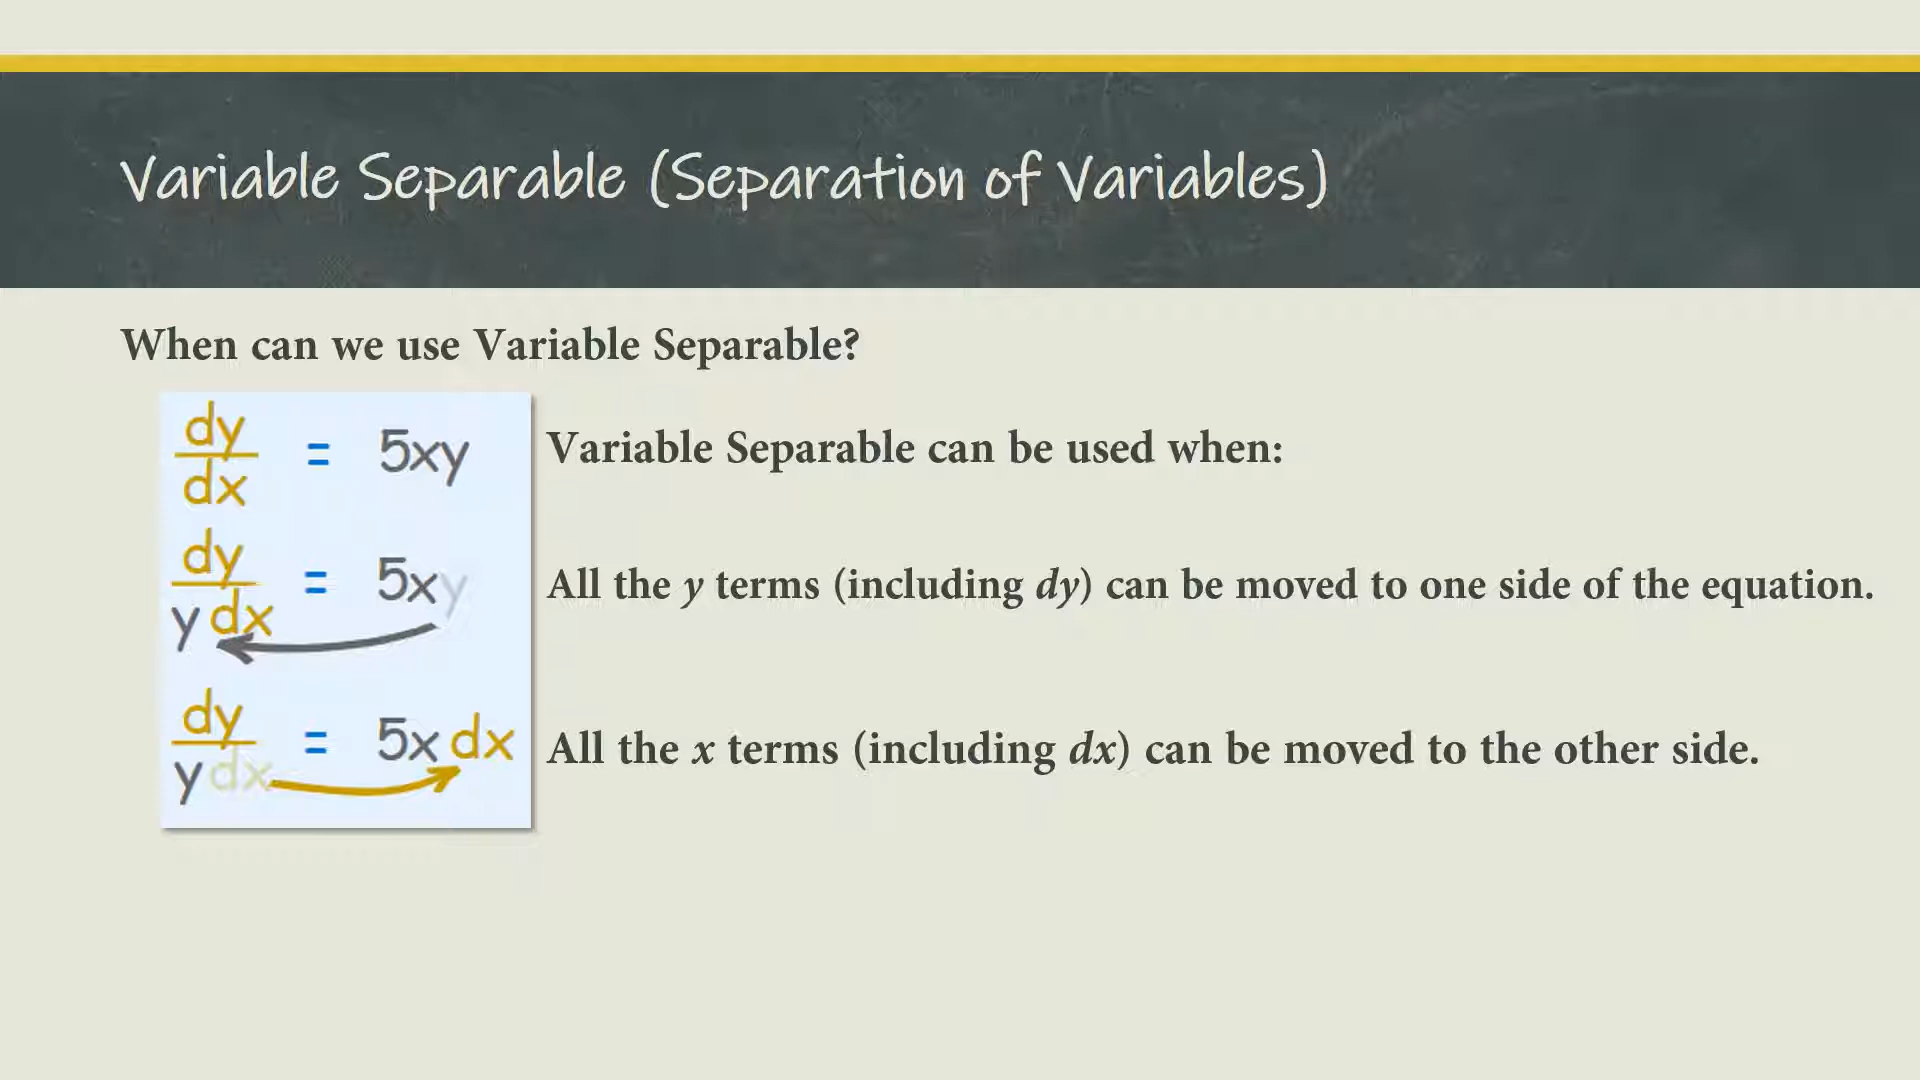 Variable Separable (Separation of Variables)
When can we use Variable Separable?
dy
dx = 5xy
Variable Separable can be used when:
dy
y dx = 5xy
All the y terms (including dy) can be moved to one side of the equation.
dy
y dx = 5x dx
All the x terms (including dx) can be moved to the other side.